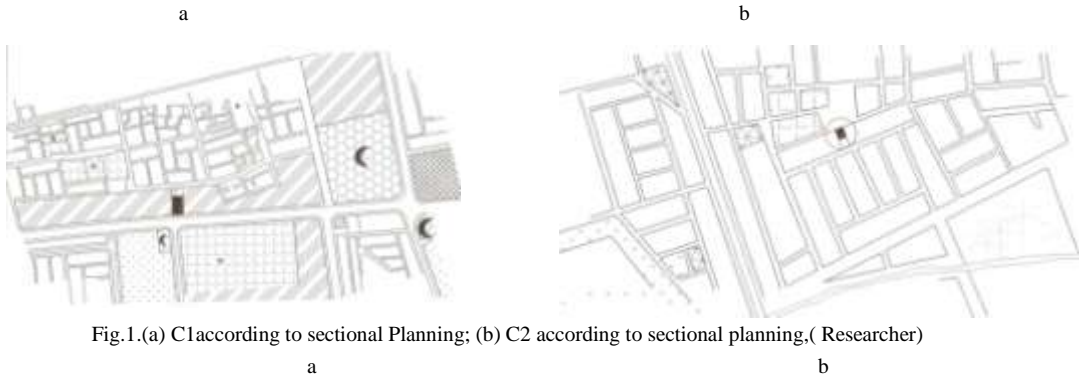 a b
Fig.1.(a) C1according to sectional Planning; (b) C2 according to sectional planning,( Researcher)
a b